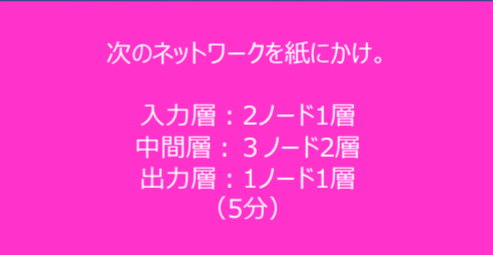 次のネットワークを紙にかけ。
入力層：2ノード1層
中間層：３ノード2層
出力層：1ノード1層
（5分）